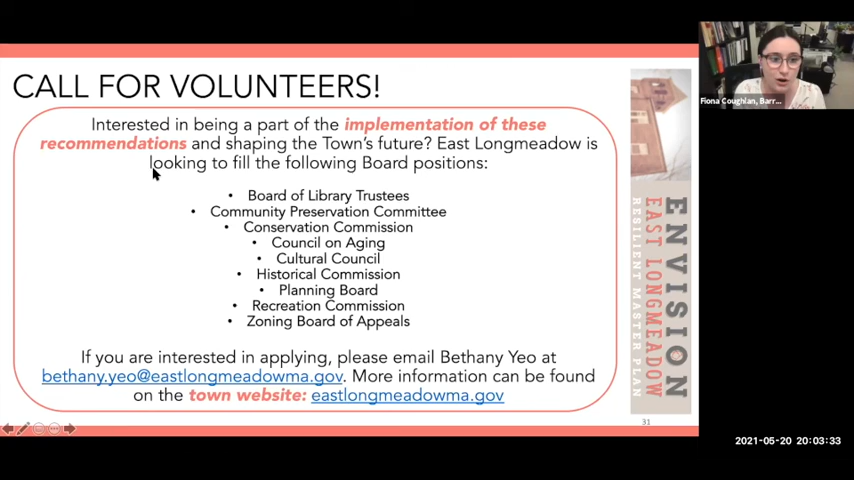 CALL FOR VOLUNTEERS!
Interested in being a part of the implementation of these
recommendations and shaping the Town's future? East Longmeadow is
looking to fill the following Board positions:
• Board of Library Trustees
• Community Preservation Committee
• Conservation Commission
• Council on Aging
• Cultural Council
• Historical Commission
• Planning Board
• Recreation Commission
• Zoning Board of Appeals
If you are interested in applying, please email Bethany Yeo at
bethany.yeo@eastlongmeadowma.gov. More information can be found
on the town website: eastlongmeadowma.gov
ENVISION
EAST LONGMEADOW
RESILIENT MASTER PLAN
31
Fiona Coughlan, Barr...
2021-05-20 20:03:33